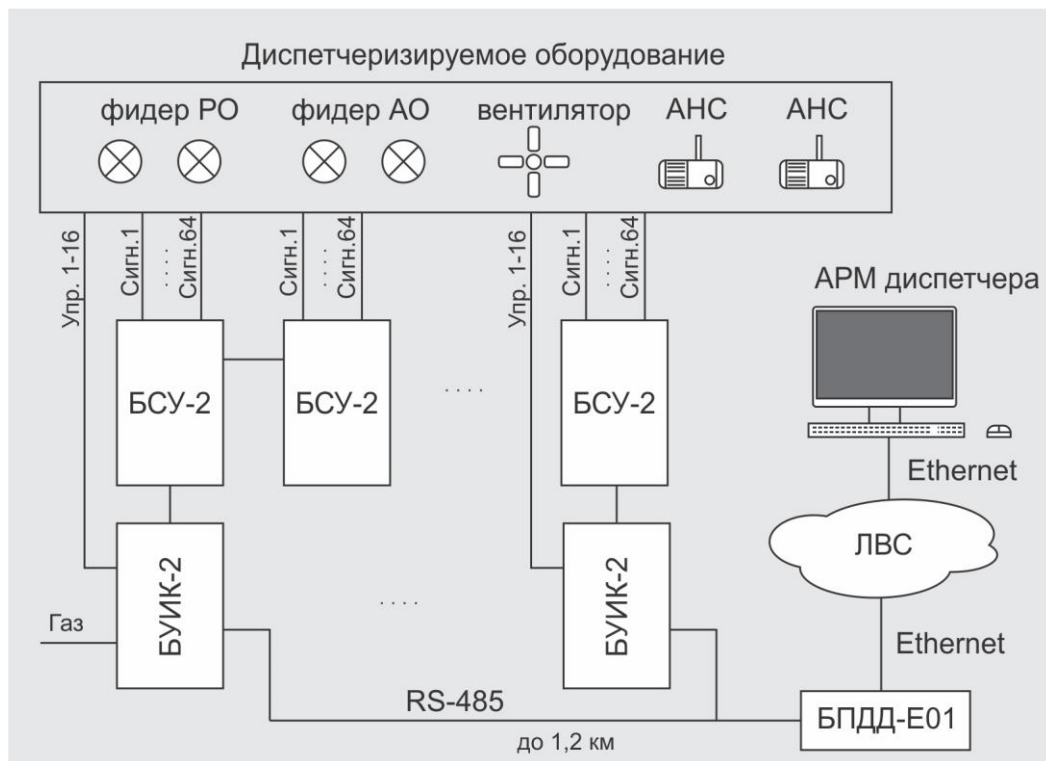 Диспетчеризируемое оборудование
фидер РО
фидер АО
вентилятор
АНС
АНС
Упр. 1-16
Сигн.1
Сигн.64
Сигн.1
Сигн.64
Упр. 1-16
Сигн.1
Сигн.64
АРМ диспетчера
БСУ-2
БСУ-2
БСУ-2
Ethernet
ЛВС
БУИК-2
БУИК-2
Газ
Ethernet
RS-485
до 1,2 км
БПДД-Е01